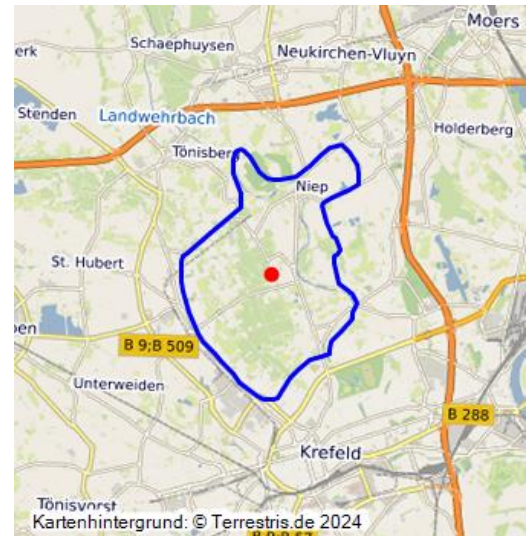 Moers
Schaephuysen
Neukirchen-Vluyn
erk
Stenden
Landwehrbach
Holderberg
Tönisberg
Niep
St. Hubert
en
B 9;B 509
Unterweiden
B 288
Krefeld
Tönisvorst
Kartenhintergrund: © Terrestris.de 2024